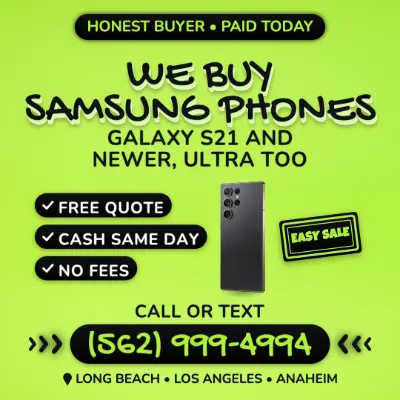 HONEST BUYER • PAID TODAY
WE BUY
SAMSUNG PHONES
GALAXY S21 AND
NEWER, ULTRA TOO
FREE QUOTE
CASH SAME DAY
NO FEES
EASY SALE
CALL OR TEXT
(562) 999-4994
LONG BEACH • LOS ANGELES • ANAHEIM